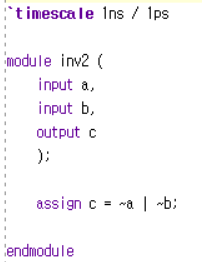 `timescale 1ns / 1ps
module inv2 (
input a,
input b,
output c
);
assign c = ~a | ~b;
endmodule